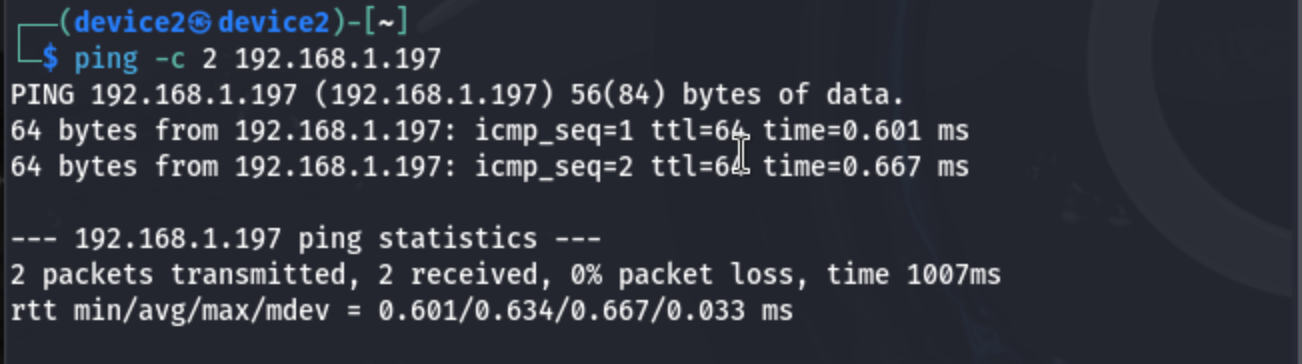 ┌──(device2㉿device2)-[~]
└─$ ping -c 2 192.168.1.197
PING 192.168.1.197 (192.168.1.197) 56(84) bytes of data.
64 bytes from 192.168.1.197: icmp_seq=1 ttl=64 time=0.601 ms
64 bytes from 192.168.1.197: icmp_seq=2 ttl=64 time=0.667 ms
--- 192.168.1.197 ping statistics ---
2 packets transmitted, 2 received, 0% packet loss, time 1007ms
rtt min/avg/max/mdev = 0.601/0.634/0.667/0.033 ms